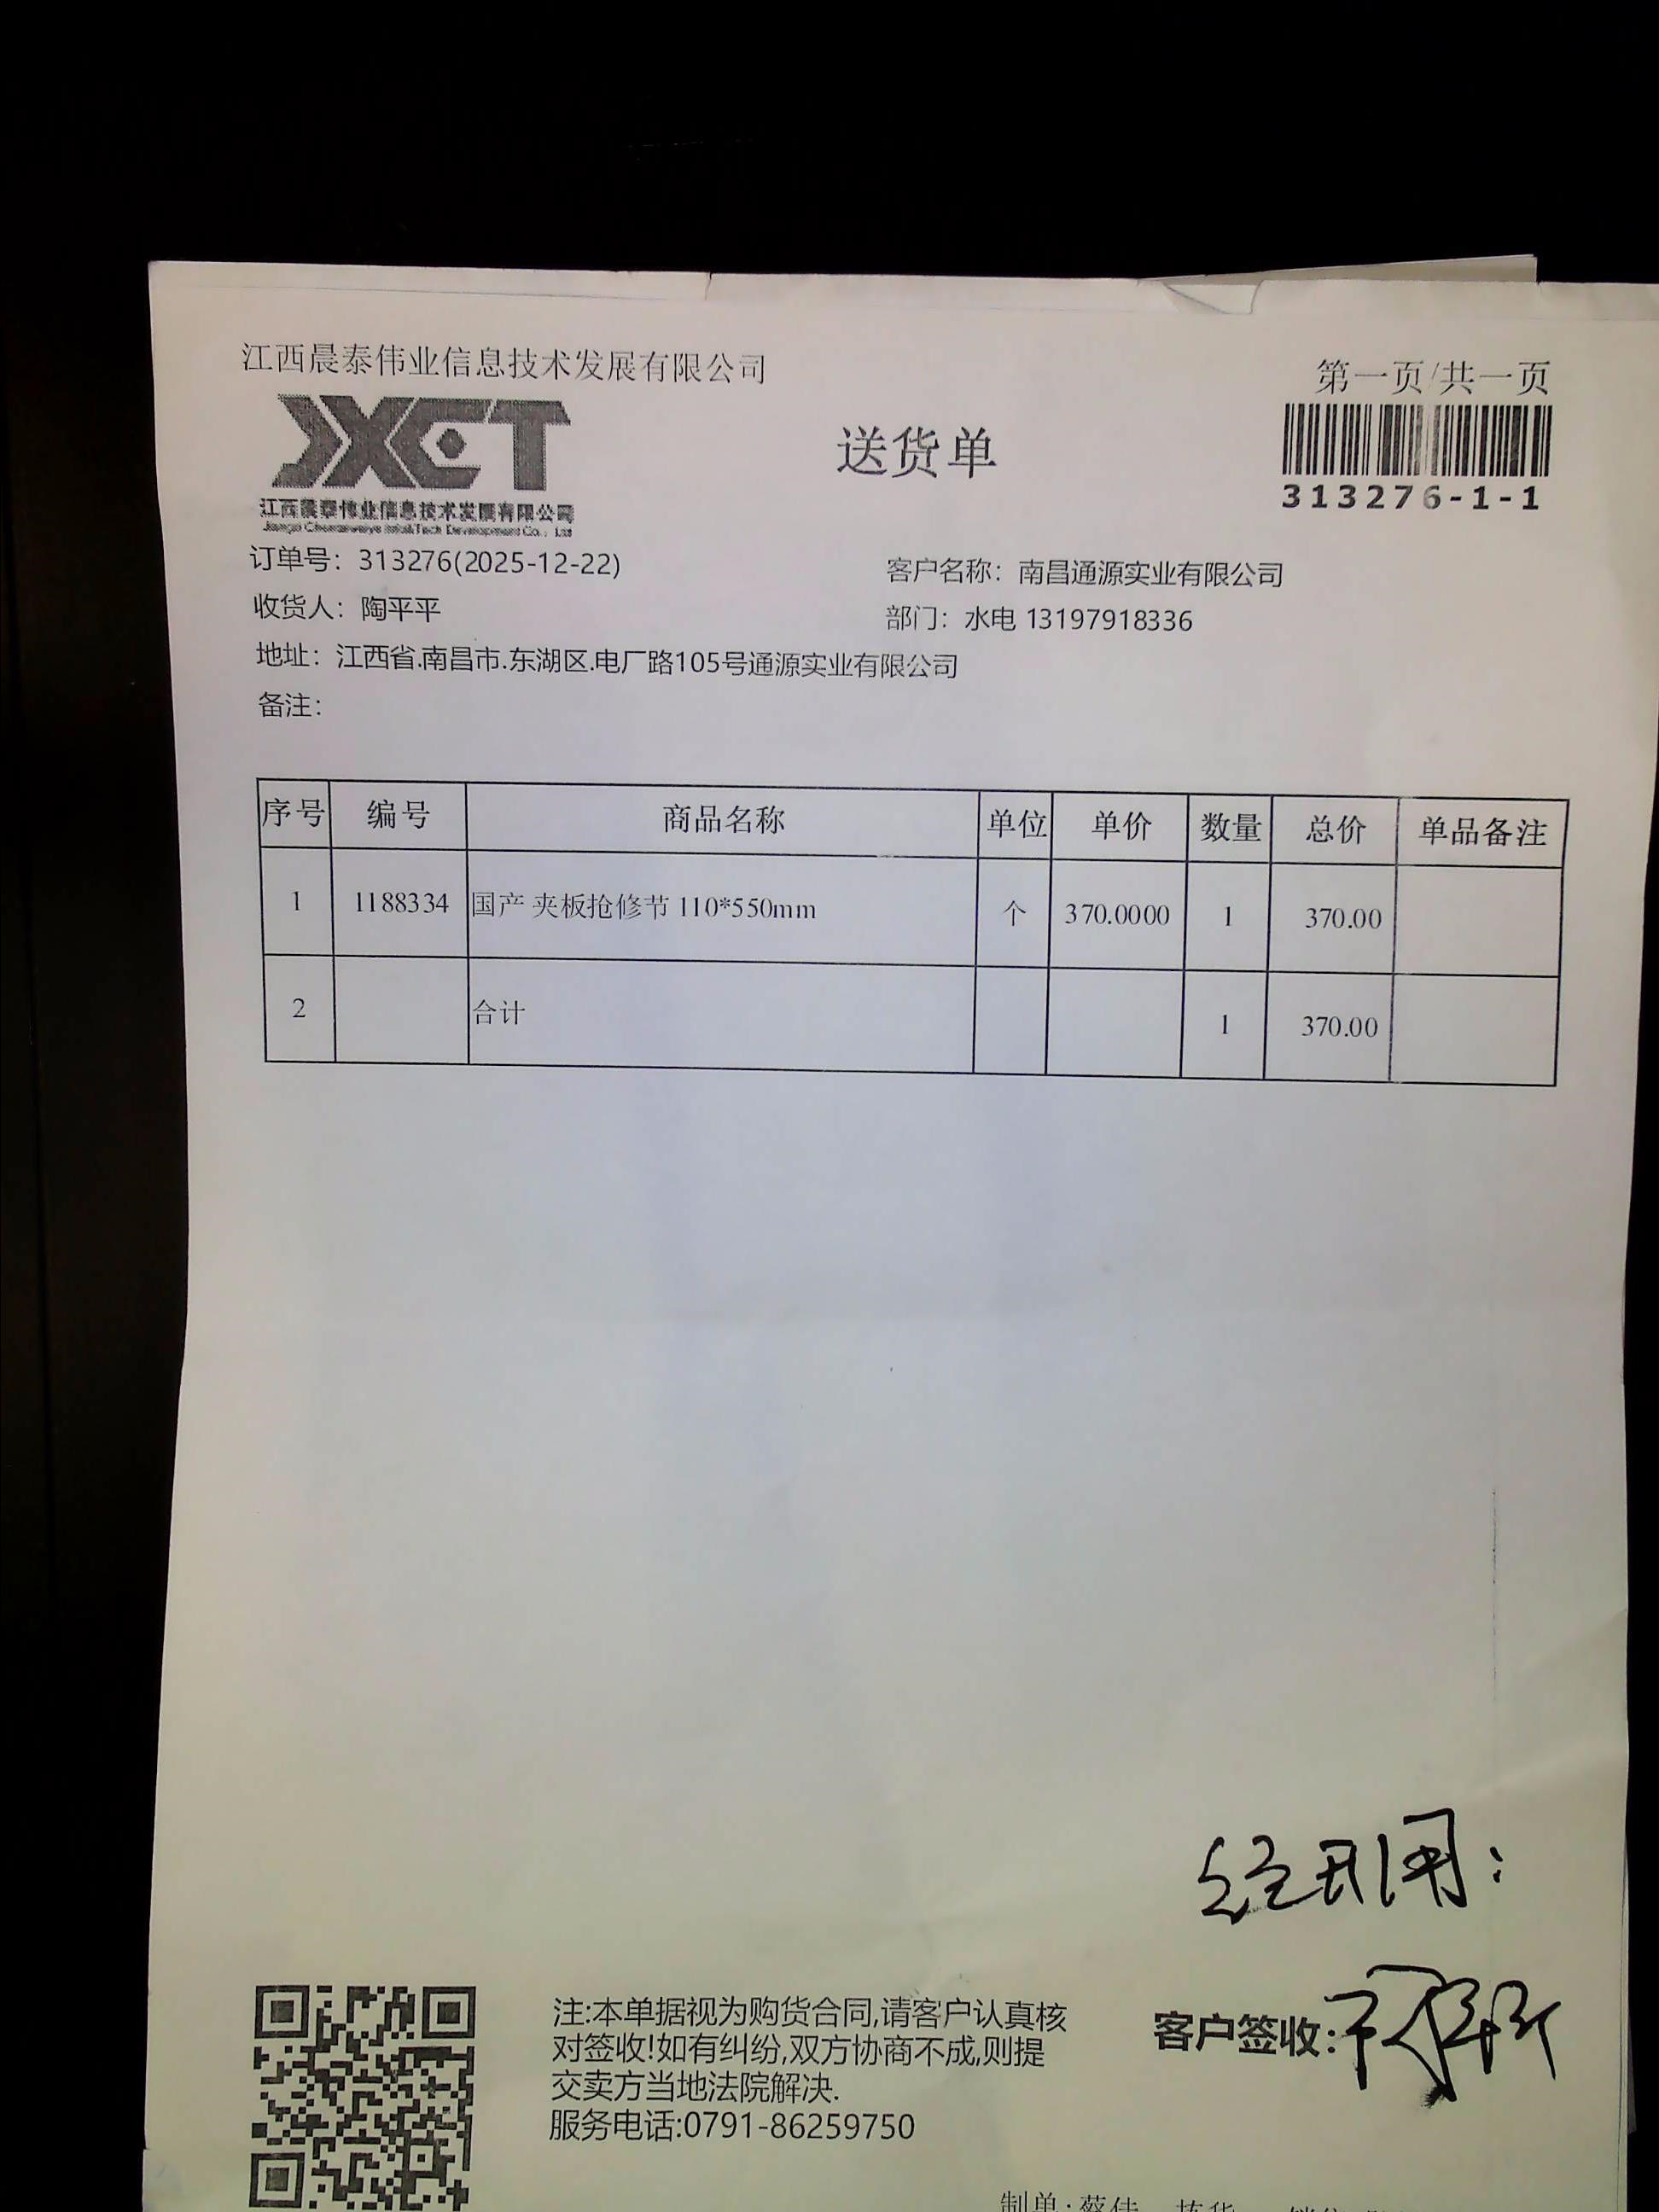 江西晨泰伟业信息技术发展有限公司
第一页/共一页
JXCT
江西晨泰伟业信息技术发展有限公司
送货单
313276-1-1
订单号：313276(2025-12-22)
客户名称：南昌通源实业有限公司
收货人：陶平平
部门：水电 13197918336
地址：江西省.南昌市.东湖区.电厂路105号通源实业有限公司
备注：
序号 编号 商品名称 单位 单价 数量 总价 单品备注
1 1188334 国产 夹板抢修节 110*550mm 个 370.0000 1 370.00
2 合计 1 370.00
注:本单据视为购货合同,请客户认真核
对签收!如有纠纷,双方协商不成,则提
交卖方当地法院解决.
服务电话:0791-86259750
客户签收:
制单:蔡佳 拣货